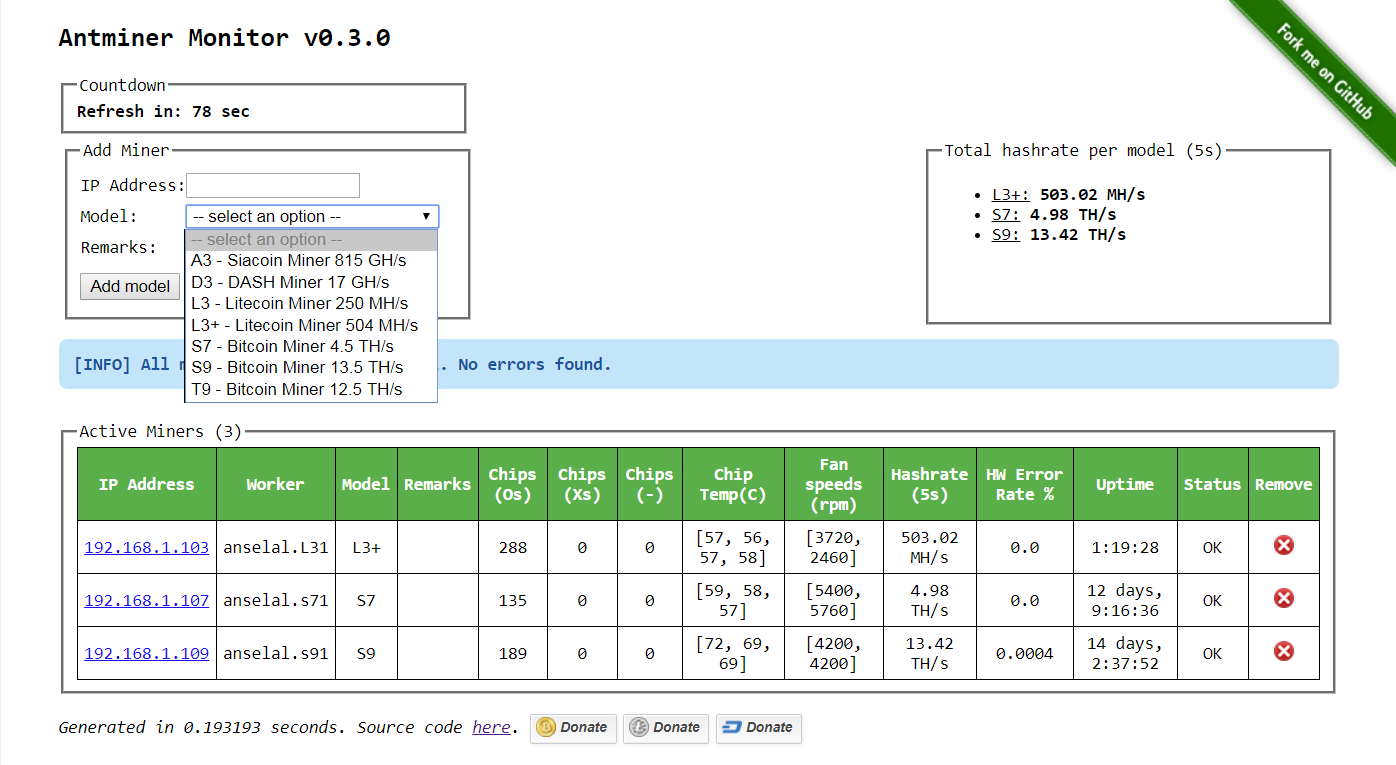 Antminer Monitor v0.3.0
Fork me on GitHub
Countdown
Refresh in: 78 sec
Add Miner
IP Address:
Model: -- select an option --
-- select an option --
Remarks:
A3 - Siacoin Miner 815 GH/s
D3 - DASH Miner 17 GH/s
Add model
L3 - Litecoin Miner 250 MH/s
L3+ - Litecoin Miner 504 MH/s
S7 - Bitcoin Miner 4.5 TH/s
S9 - Bitcoin Miner 13.5 TH/s
T9 - Bitcoin Miner 12.5 TH/s
Total hashrate per model (5s)
• L3+: 503.02 MH/s
• S7: 4.98 TH/s
• S9: 13.42 TH/s
[INFO] All . No errors found.
Active Miners (3)
IP Address Worker Model Remarks Chips (Os) Chips (Xs) Chips (-) Chip Temp(C) Fan speeds (rpm) Hashrate (5s) HW Error Rate % Uptime Status Remove
192.168.1.103 anselal.L31 L3+ 288 0 0 [57, 56, 57, 58] [3720, 2460] 503.02 MH/s 0.0 1:19:28 OK
192.168.1.107 anselal.s71 S7 135 0 0 [59, 58, 57] [5400, 5760] 4.98 TH/s 0.0 12 days, 9:16:36 OK
192.168.1.109 anselal.s91 S9 189 0 0 [72, 69, 69] [4200, 4200] 13.42 TH/s 0.0004 14 days, 2:37:52 OK
Generated in 0.193193 seconds. Source code here. Donate Donate Donate